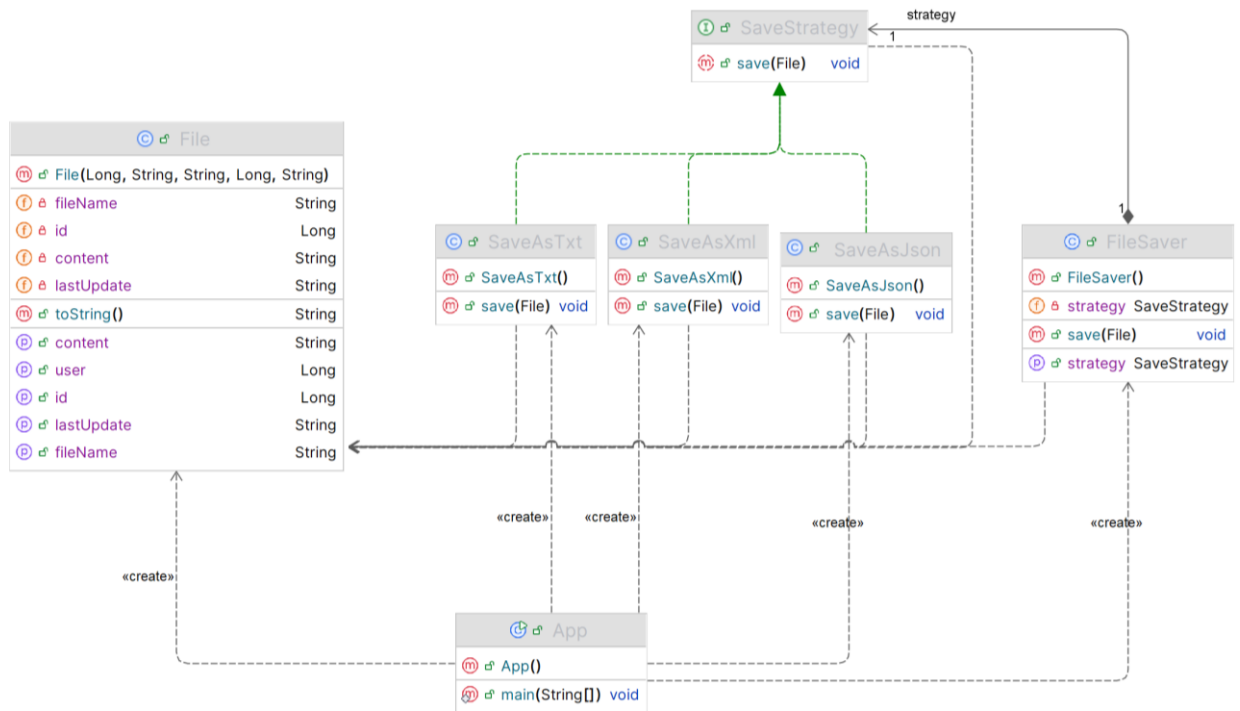 strategy
1
SaveStrategy
save(File) void
File
File(Long, String, String, Long, String)
fileName String
id Long
content String
lastUpdate String
toString() String
content String
user Long
id Long
lastUpdate String
fileName String
SaveAsTxt
SaveAsTxt()
save(File) void
SaveAsXml
SaveAsXml()
save(File) void
SaveAsJson
SaveAsJson()
save(File) void
1
FileSaver
FileSaver()
strategy SaveStrategy
save(File) void
strategy SaveStrategy
«create»
«create»
«create»
«create»
«create»
App
App()
main(String[]) void